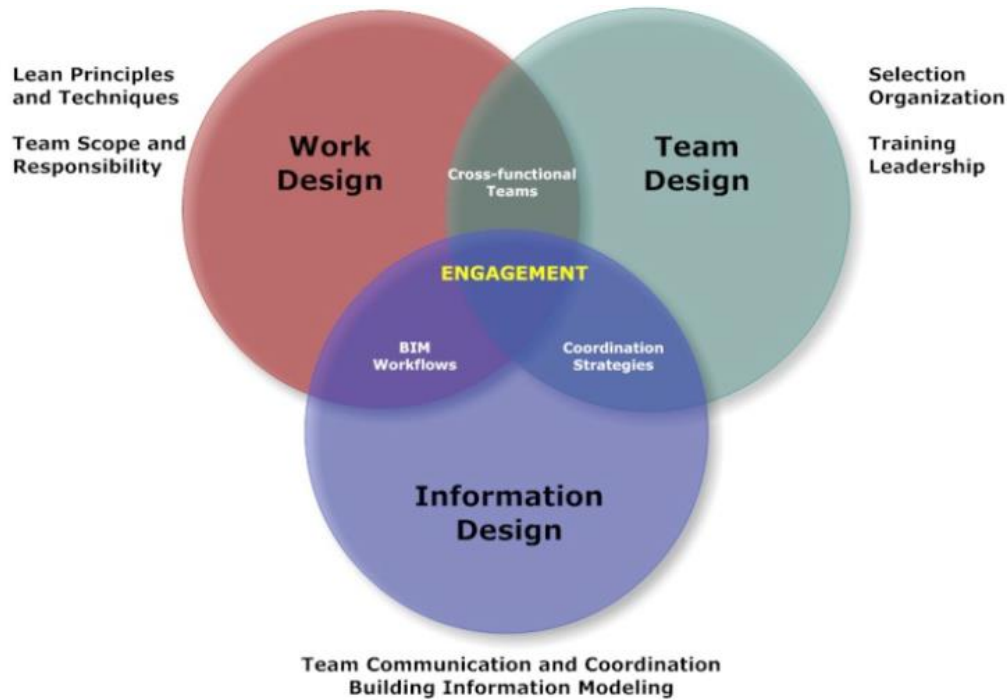 Lean Principles
and Techniques
Team Scope and
Responsibility
Work
Design
Cross-functional
Teams
Team
Design
Selection
Organization
Training
Leadership
ENGAGEMENT
BIM
Workflows
Coordination
Strategies
Information
Design
Team Communication and Coordination
Building Information Modeling